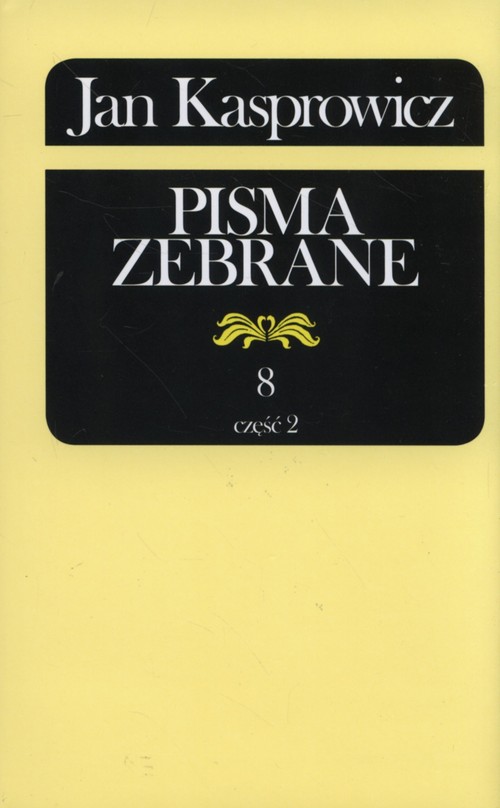 Jan Kasprowicz
PISMA
ZEBRANE
8
część 2